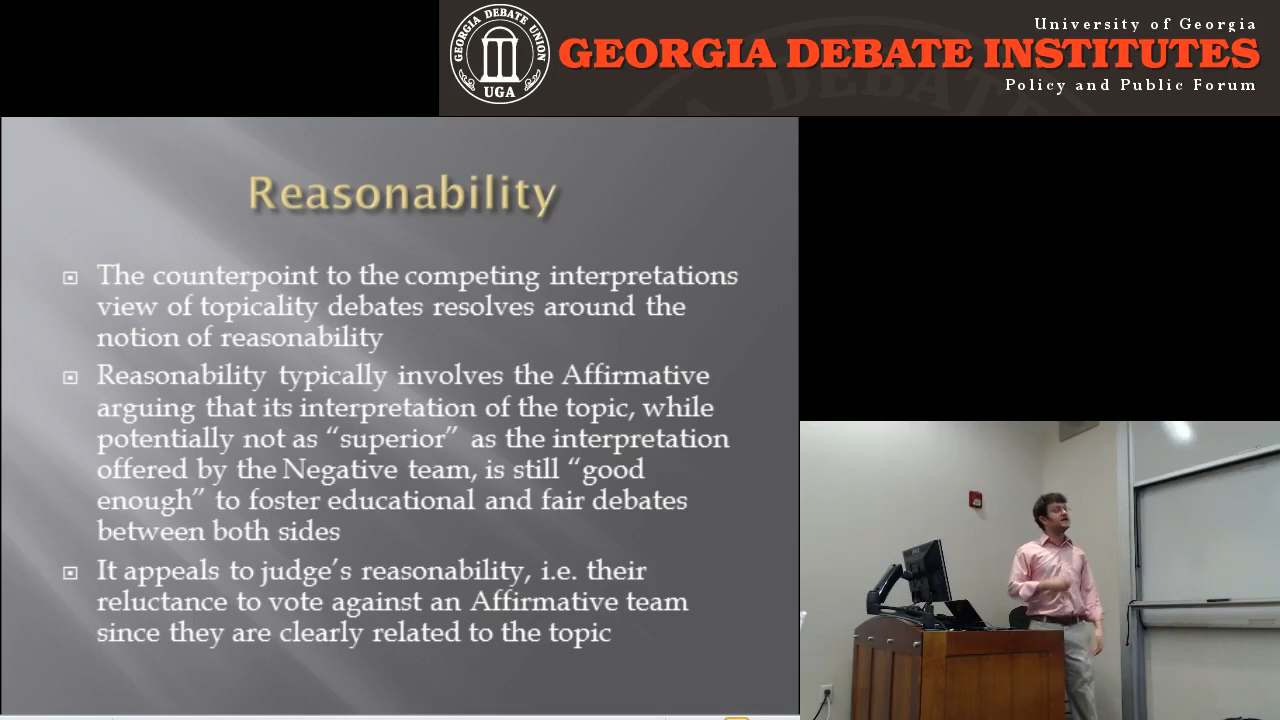 GEORGIA DEBATE UNION
UGA
University of Georgia
GEORGIA DEBATE INSTITUTES
Policy and Public Forum
Reasonability
The counterpoint to the competing interpretations
view of topicality debates resolves around the
notion of reasonability
Reasonability typically involves the Affirmative
arguing that its interpretation of the topic, while
potentially not as “superior” as the interpretation
offered by the Negative team, is still “good
enough” to foster educational and fair debates
between both sides
It appeals to judge’s reasonability, i.e. their
reluctance to vote against an Affirmative team
since they are clearly related to the topic